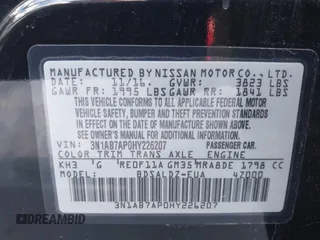 MANUFACTURED BY NISSAN MOTOR CO., LTD.
DATE: 11/16. GVWR: 3823 LBS
GAWR FR: 1995 LBS GAWR RR: 1841 LBS
THIS VEHICLE CONFORMS TO ALL APPLICABLE FEDERAL MOTOR
VEHICLE SAFETY, BUMPER AND THEFT PREVENTION
STANDARDS IN EFFECT ON THE DATE OF
MANUFACTURE SHOWN ABOVE.
SEE OWNER'S MANUAL FOR ADDITIONAL INFORMATION.
VIN: 3N1AB7AP0HY226207 PASSENGER CAR.
COLOR TRIM TRANS AXLE ENGINE
KH3 G RE0F11A GM35 MRA8DE 1798 CC
MODEL: BDSALDZ-EUA 4Z000
3N1AB7AP0HY226207
DREAMBID